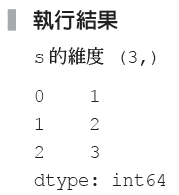 執行結果
s 的維度 (3,)
0    1
1    2
2    3
dtype: int64